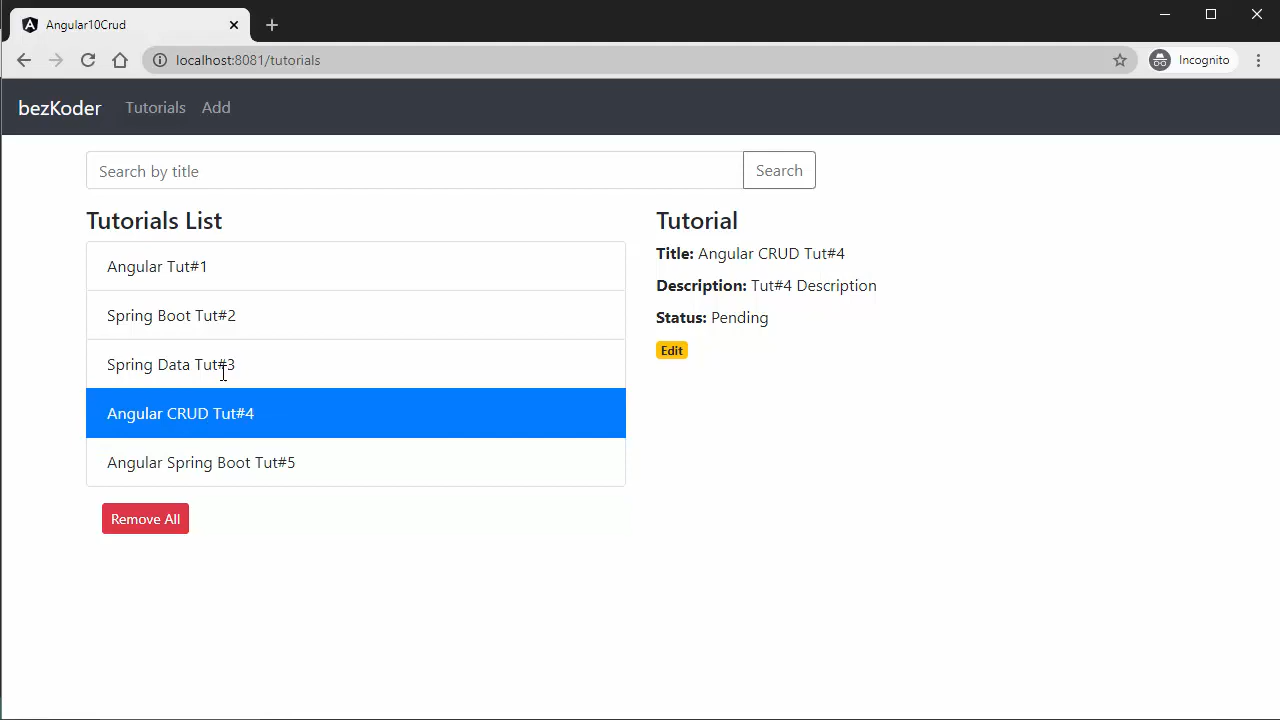 Angular10Crud
localhost:8081/tutorials
Incognito
bezKoder Tutorials Add
Search by title
Search
Tutorials List
Angular Tut#1
Spring Boot Tut#2
Spring Data Tut#3
Angular CRUD Tut#4
Angular Spring Boot Tut#5
Remove All
Tutorial
Title: Angular CRUD Tut#4
Description: Tut#4 Description
Status: Pending
Edit